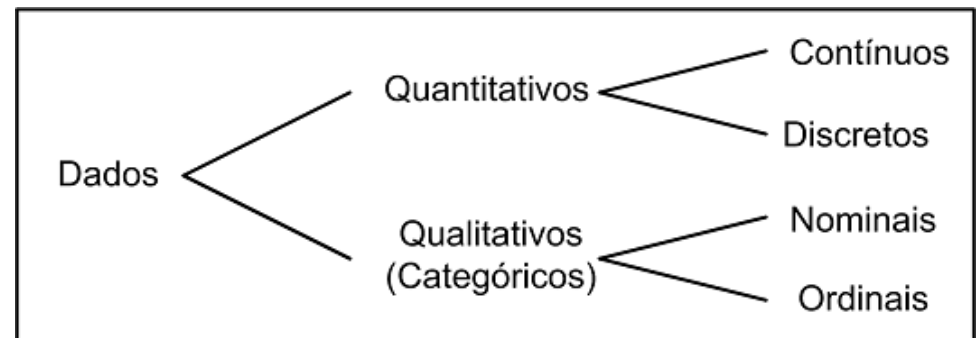 Contínuos
Quantitativos
Discretos
Dados
Nominais
Qualitativos
(Categóricos)
Ordinais